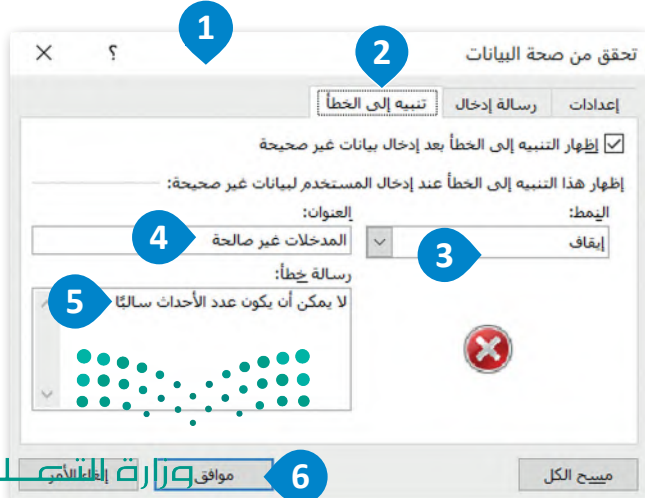 1
تحقق من صحة البيانات ؟ ×
2
إعدادات رسالة إدخال تنبيه إلى الخطأ
إظهار التنبيه إلى الخطأ بعد إدخال بيانات غير صحيحة
إظهار هذا التنبيه إلى الخطأ عند إدخال المستخدم لبيانات غير صحيحة:
النمط: العنوان:
إيقاف 3 المدخلات غير صالحة 4
رسالة خطأ:
لا يمكن أن يكون عدد الأحداث سالبًا 5
مسح الكل 6 موافق إلغاء الأمر
وزارة